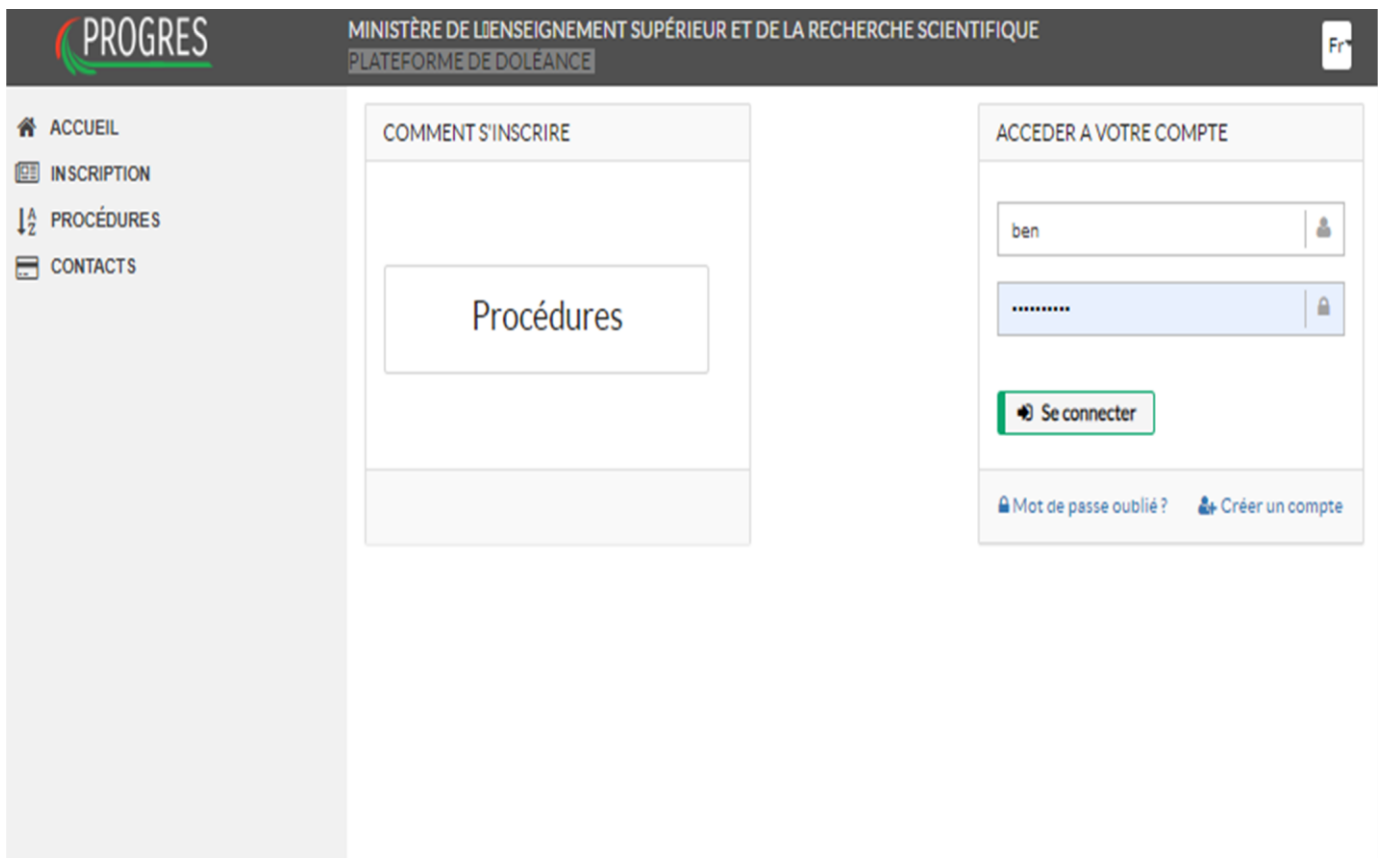 PROGRES
MINISTÈRE DE L▯ENSEIGNEMENT SUPÉRIEUR ET DE LA RECHERCHE SCIENTIFIQUE
PLATEFORME DE DOLÉANCE
Fr
ACCUEIL
INSCRIPTION
PROCÉDURES
CONTACTS
COMMENT S'INSCRIRE
Procédures
ACCEDER A VOTRE COMPTE
ben
••••••••••
Se connecter
Mot de passe oublié ?
Créer un compte